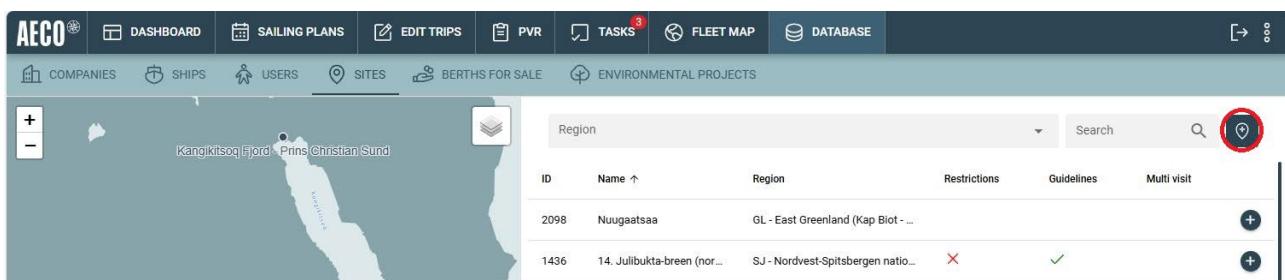 AECO® DASHBOARD SAILING PLANS EDIT TRIPS PVR TASKS 3 FLEET MAP DATABASE
COMPANIES SHIPS USERS SITES BERTHS FOR SALE ENVIRONMENTAL PROJECTS
+
−
Kangikitsoq Fjord - Prins Christian Sund
Region Search
ID Name ↑ Region Restrictions Guidelines Multi visit
2098 Nuugaatsaa GL - East Greenland (Kap Biot - ...
1436 14. Julibukta-breen (nor... SJ - Nordvest-Spitsbergen natio...